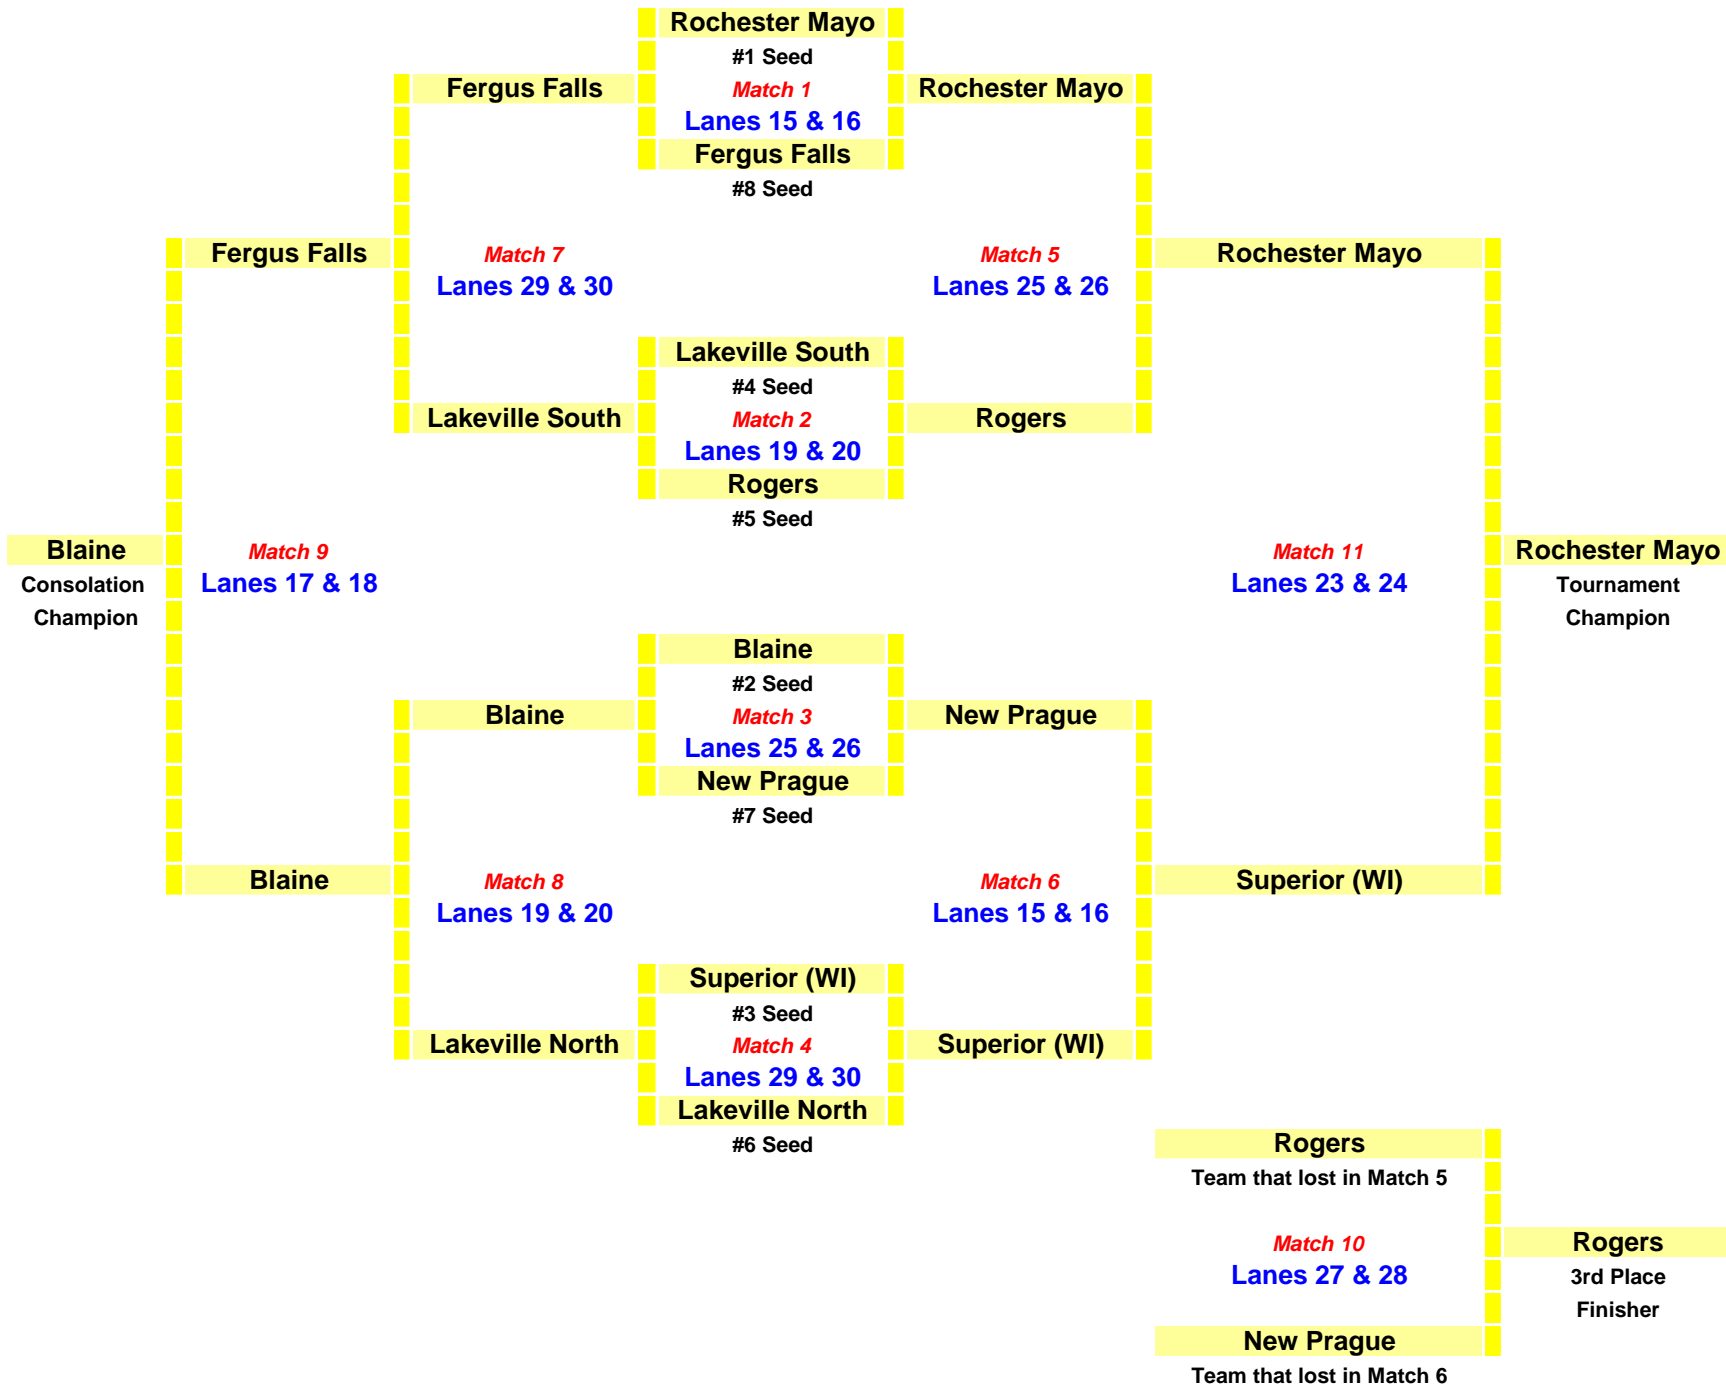 Rochester Mayo
#1 Seed
Fergus Falls Match 1 Rochester Mayo
Lanes 15 & 16
Fergus Falls
#8 Seed
Fergus Falls Match 7 Match 5 Rochester Mayo
Lanes 29 & 30 Lanes 25 & 26
Lakeville South
#4 Seed
Lakeville South Match 2 Rogers
Lanes 19 & 20
Rogers
#5 Seed
Blaine Match 9 Match 11 Rochester Mayo
Consolation Lanes 17 & 18 Lanes 23 & 24 Tournament
Champion Champion
Blaine
#2 Seed
Blaine Match 3 New Prague
Lanes 25 & 26
New Prague
#7 Seed
Blaine Match 8 Match 6 Superior (WI)
Lanes 19 & 20 Lanes 15 & 16
Superior (WI)
#3 Seed
Lakeville North Match 4 Superior (WI)
Lanes 29 & 30
Lakeville North
#6 Seed Rogers
Team that lost in Match 5
Match 10 Rogers
Lanes 27 & 28 3rd Place
Finisher
New Prague
Team that lost in Match 6